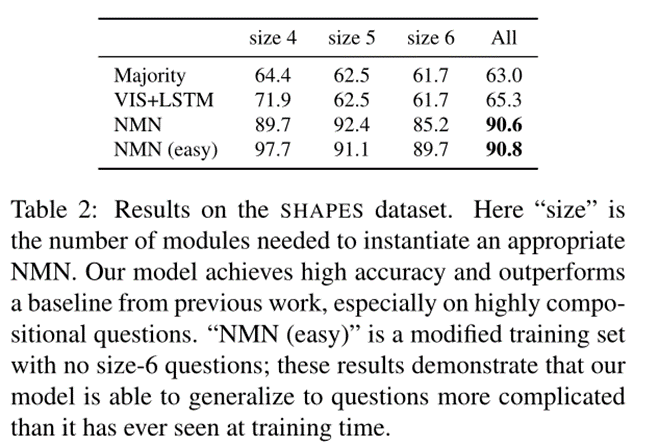 size 4 size 5 size 6 All
Majority 64.4 62.5 61.7 63.0
VIS+LSTM 71.9 62.5 61.7 65.3
NMN 89.7 92.4 85.2 90.6
NMN (easy) 97.7 91.1 89.7 90.8
Table 2: Results on the SHAPES dataset. Here “size” is
the number of modules needed to instantiate an appropriate
NMN. Our model achieves high accuracy and outperforms
a baseline from previous work, especially on highly compo-
sitional questions. “NMN (easy)” is a modified training set
with no size-6 questions; these results demonstrate that our
model is able to generalize to questions more complicated
than it has ever seen at training time.